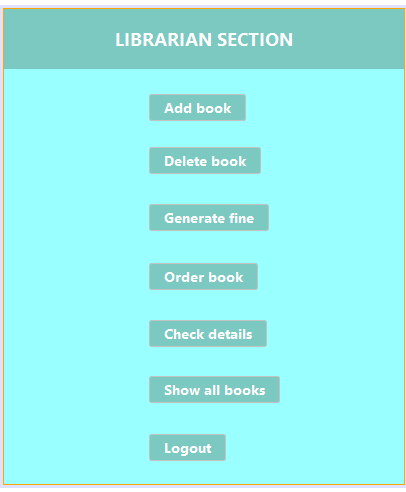 LIBRARIAN SECTION
Add book
Delete book
Generate fine
Order book
Check details
Show all books
Logout